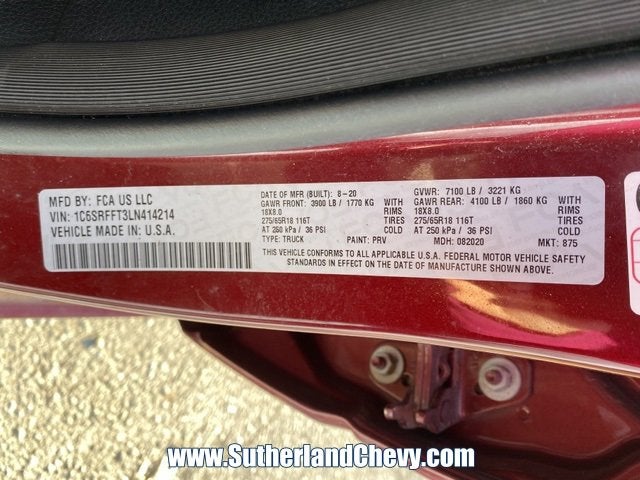 MFD BY: FCA US LLC
VIN: 1C6SRFFT3LN414214
VEHICLE MADE IN: U.S.A.
DATE OF MFR (BUILT): 8-20 GVWR: 7100 LB / 3221 KG
GAWR FRONT: 3900 LB / 1770 KG GAWR REAR: 4100 LB / 1860 KG
18X8.0 RIMS 18X8.0 RIMS
275/65R18 116T TIRES 275/65R18 116T TIRES
AT 250 kPa / 36 PSI COLD AT 250 kPa / 36 PSI COLD
TYPE: TRUCK PAINT: PRV MDH: 082020 MKT: 875
THIS VEHICLE CONFORMS TO ALL APPLICABLE U.S.A. FEDERAL MOTOR VEHICLE SAFETY
STANDARDS IN EFFECT ON THE DATE OF MANUFACTURE SHOWN ABOVE.
www.SutherlandChevy.com